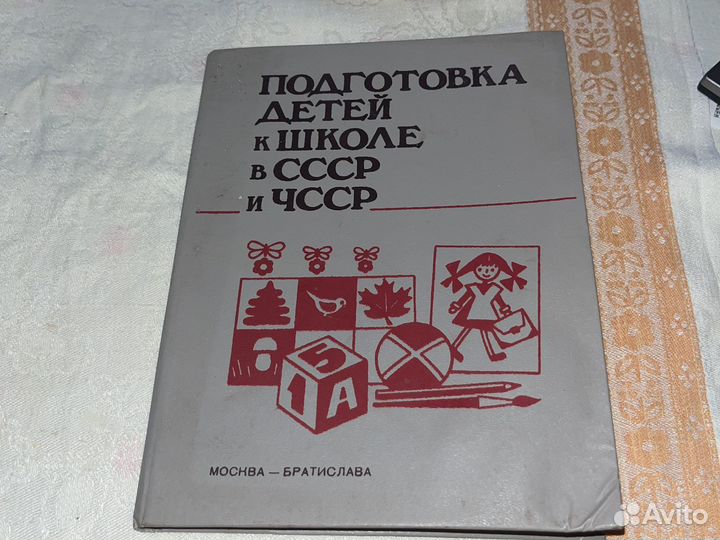 ПОДГОТОВКА
ДЕТЕЙ
к ШКОЛЕ
в СССР
и ЧССР
5
1 А
МОСКВА — БРАТИСЛАВА
Avito